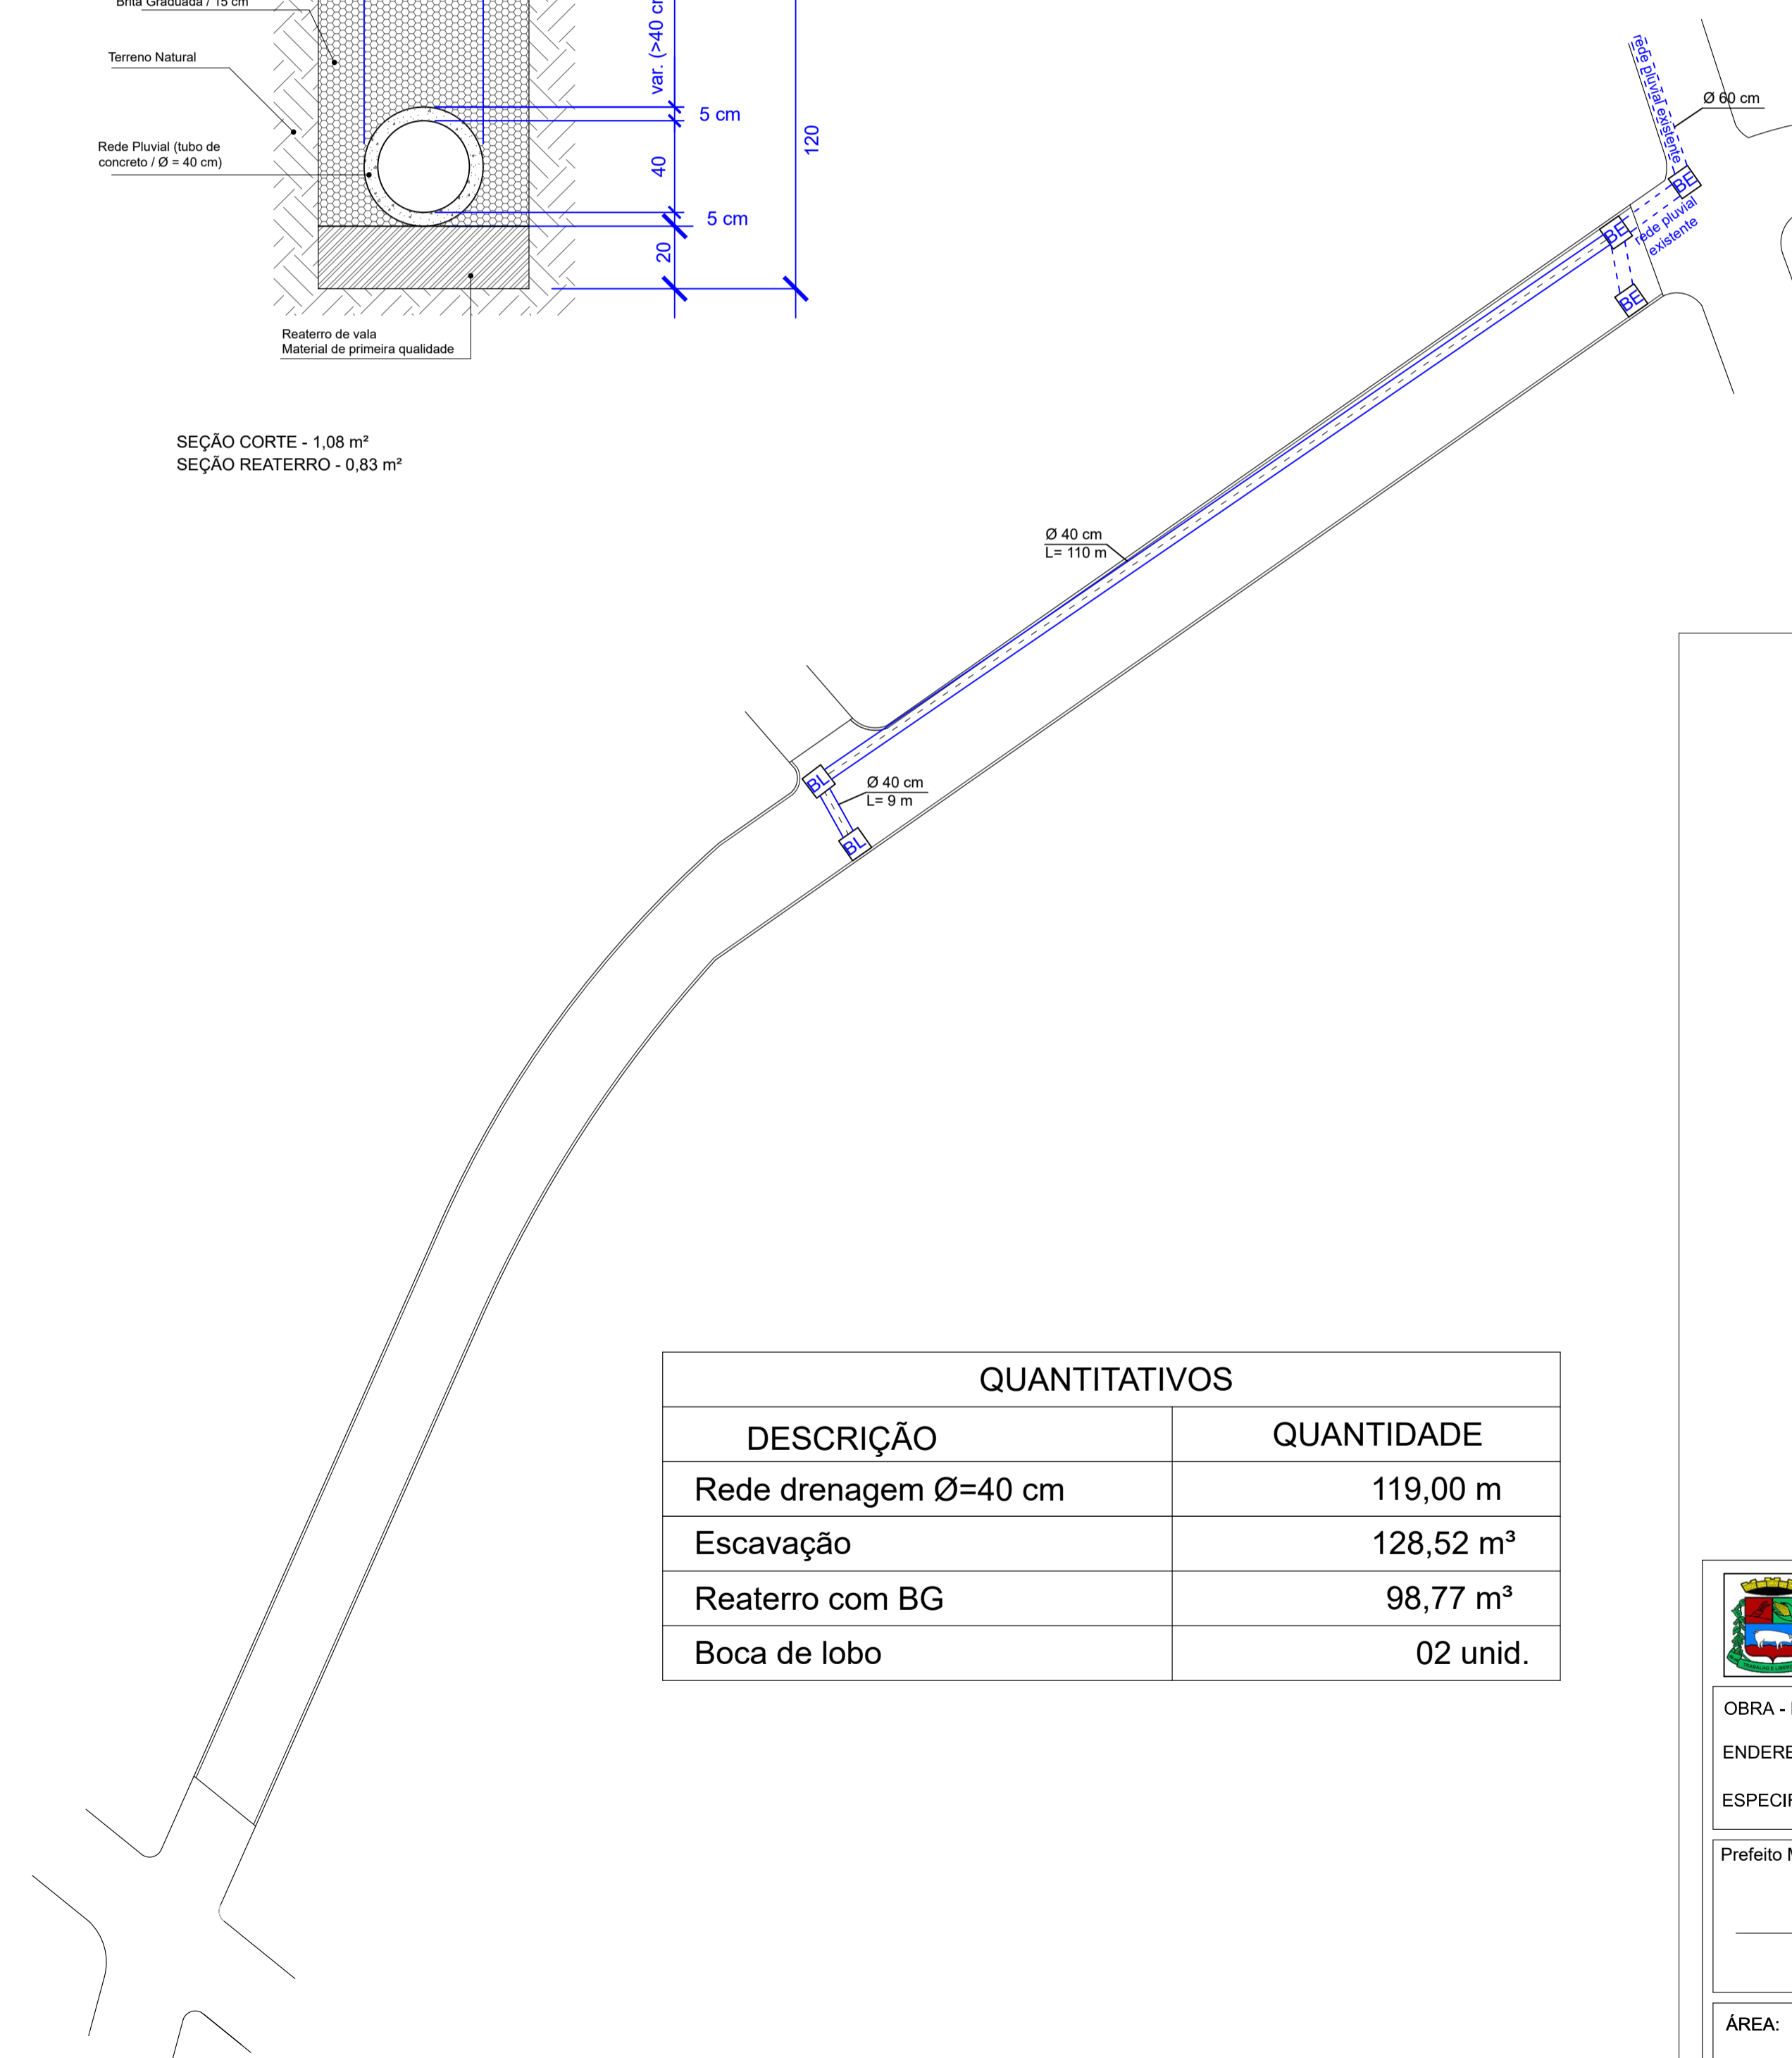 Brita Graduada / 15 cm
Terreno Natural
Rede Pluvial (tubo de
concreto / Ø = 40 cm)
var. (>40 cm
5 cm
40
5 cm
20
120
Reaterro de vala
Material de primeira qualidade
SEÇÃO CORTE - 1,08 m²
SEÇÃO REATERRO - 0,83 m²
rede pluvial existente
Ø 60 cm
BE
BE
rede pluvial
existente
BE
Ø 40 cm
L= 110 m
BL
Ø 40 cm
L= 9 m
BL
QUANTITATIVOS
DESCRIÇÃO QUANTIDADE
Rede drenagem Ø=40 cm 119,00 m
Escavação 128,52 m³
Reaterro com BG 98,77 m³
Boca de lobo 02 unid.
OBRA -
Prefeito
ÁREA: